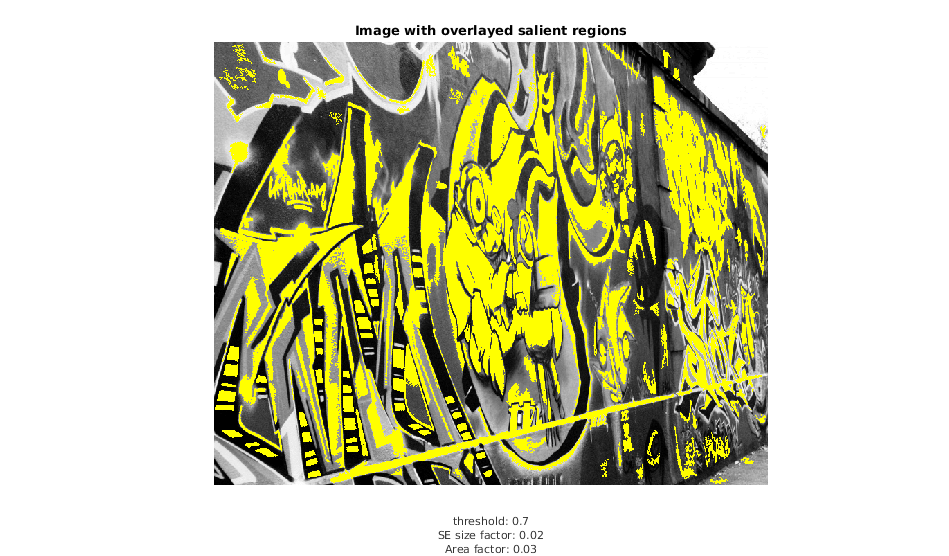 Image with overlayed salient regions
threshold: 0.7
SE size factor: 0.02
Area factor: 0.03